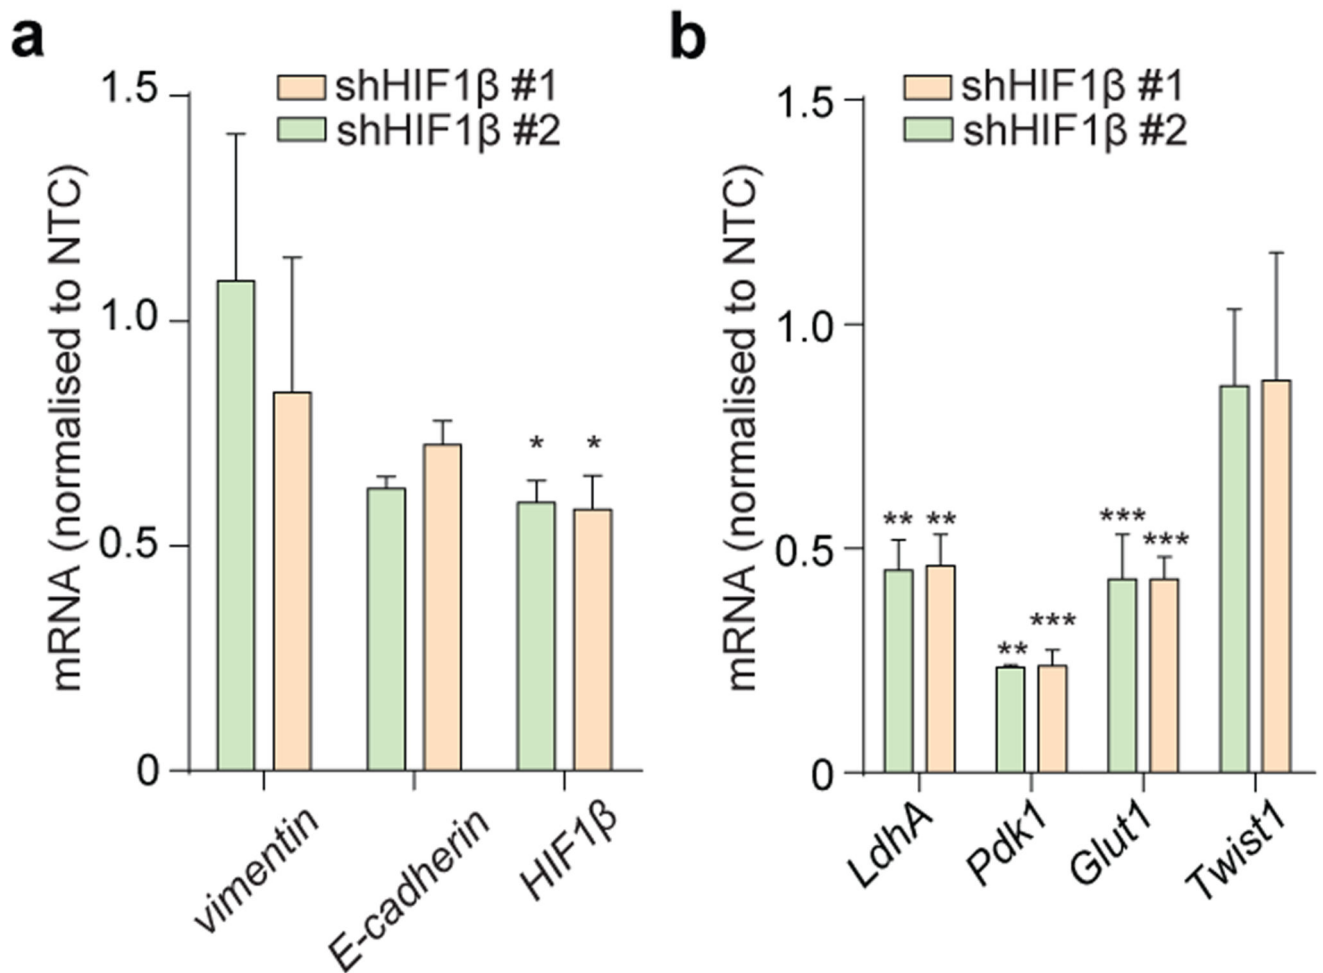 a
1.5
1.0
0.5
0
mRNA (normalised to NTC)
shHIF1β #1
shHIF1β #2
*
*
vimentin
E-cadherin
HIF1β
b
1.5
1.0
0.5
0
mRNA (normalised to NTC)
shHIF1β #1
shHIF1β #2
**
**
**
***
***
***
LdhA
Pdk1
Glut1
Twist1